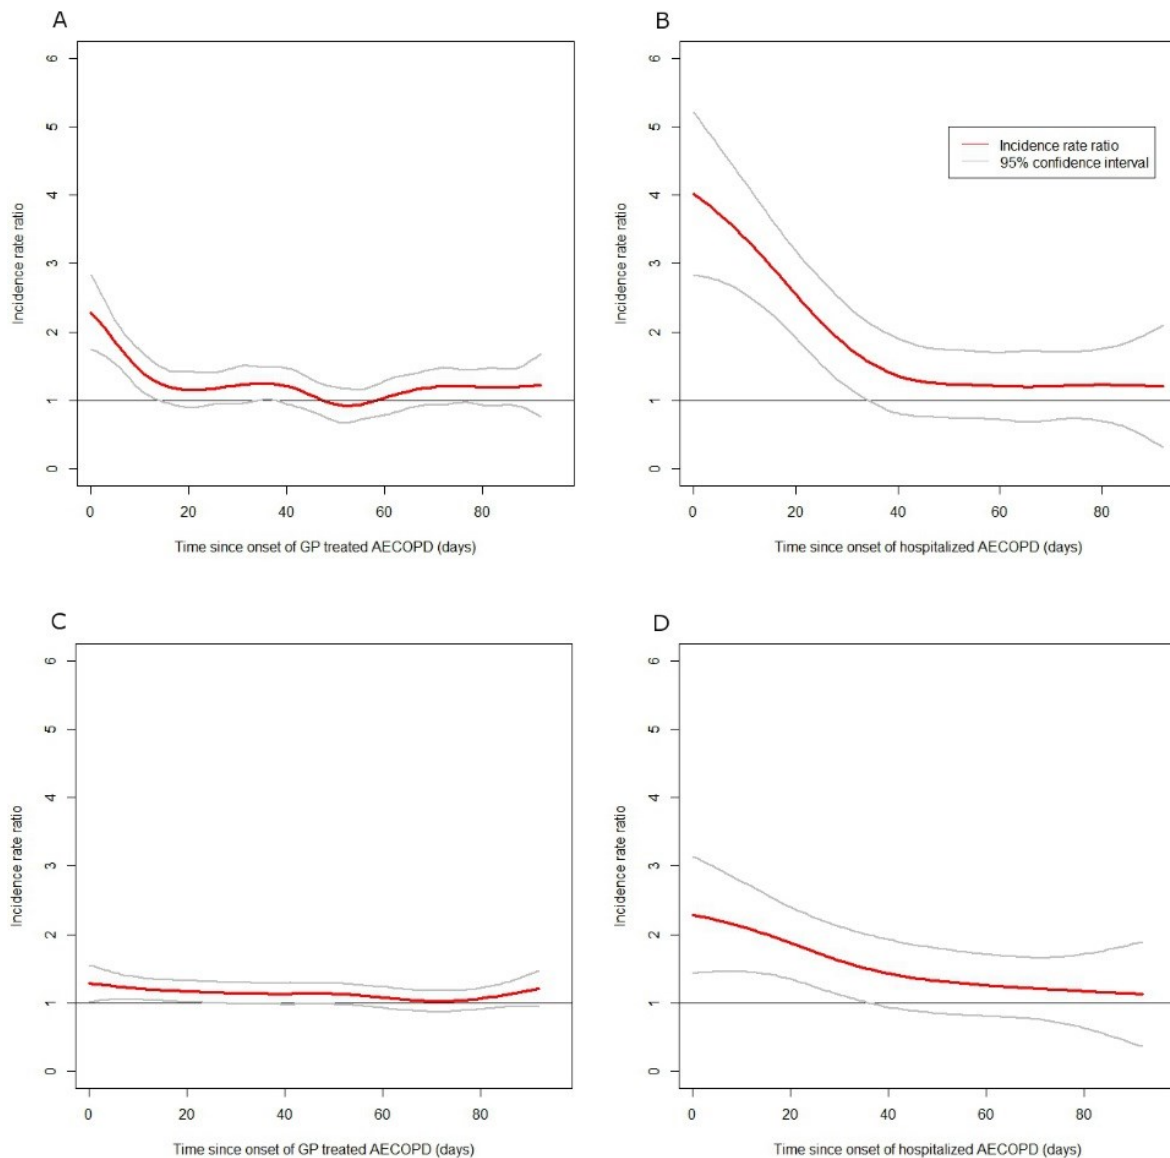 A
B
6
5
4
3
2
1
0
Incidence rate ratio
0 20 40 60 80
Time since onset of GP treated AECOPD (days)
6
5
4
3
2
1
0
Incidence rate ratio
Incidence rate ratio
95% confidence interval
0 20 40 60 80
Time since onset of hospitalized AECOPD (days)
C
D
6
5
4
3
2
1
0
Incidence rate ratio
0 20 40 60 80
Time since onset of GP treated AECOPD (days)
6
5
4
3
2
1
0
Incidence rate ratio
0 20 40 60 80
Time since onset of hospitalized AECOPD (days)